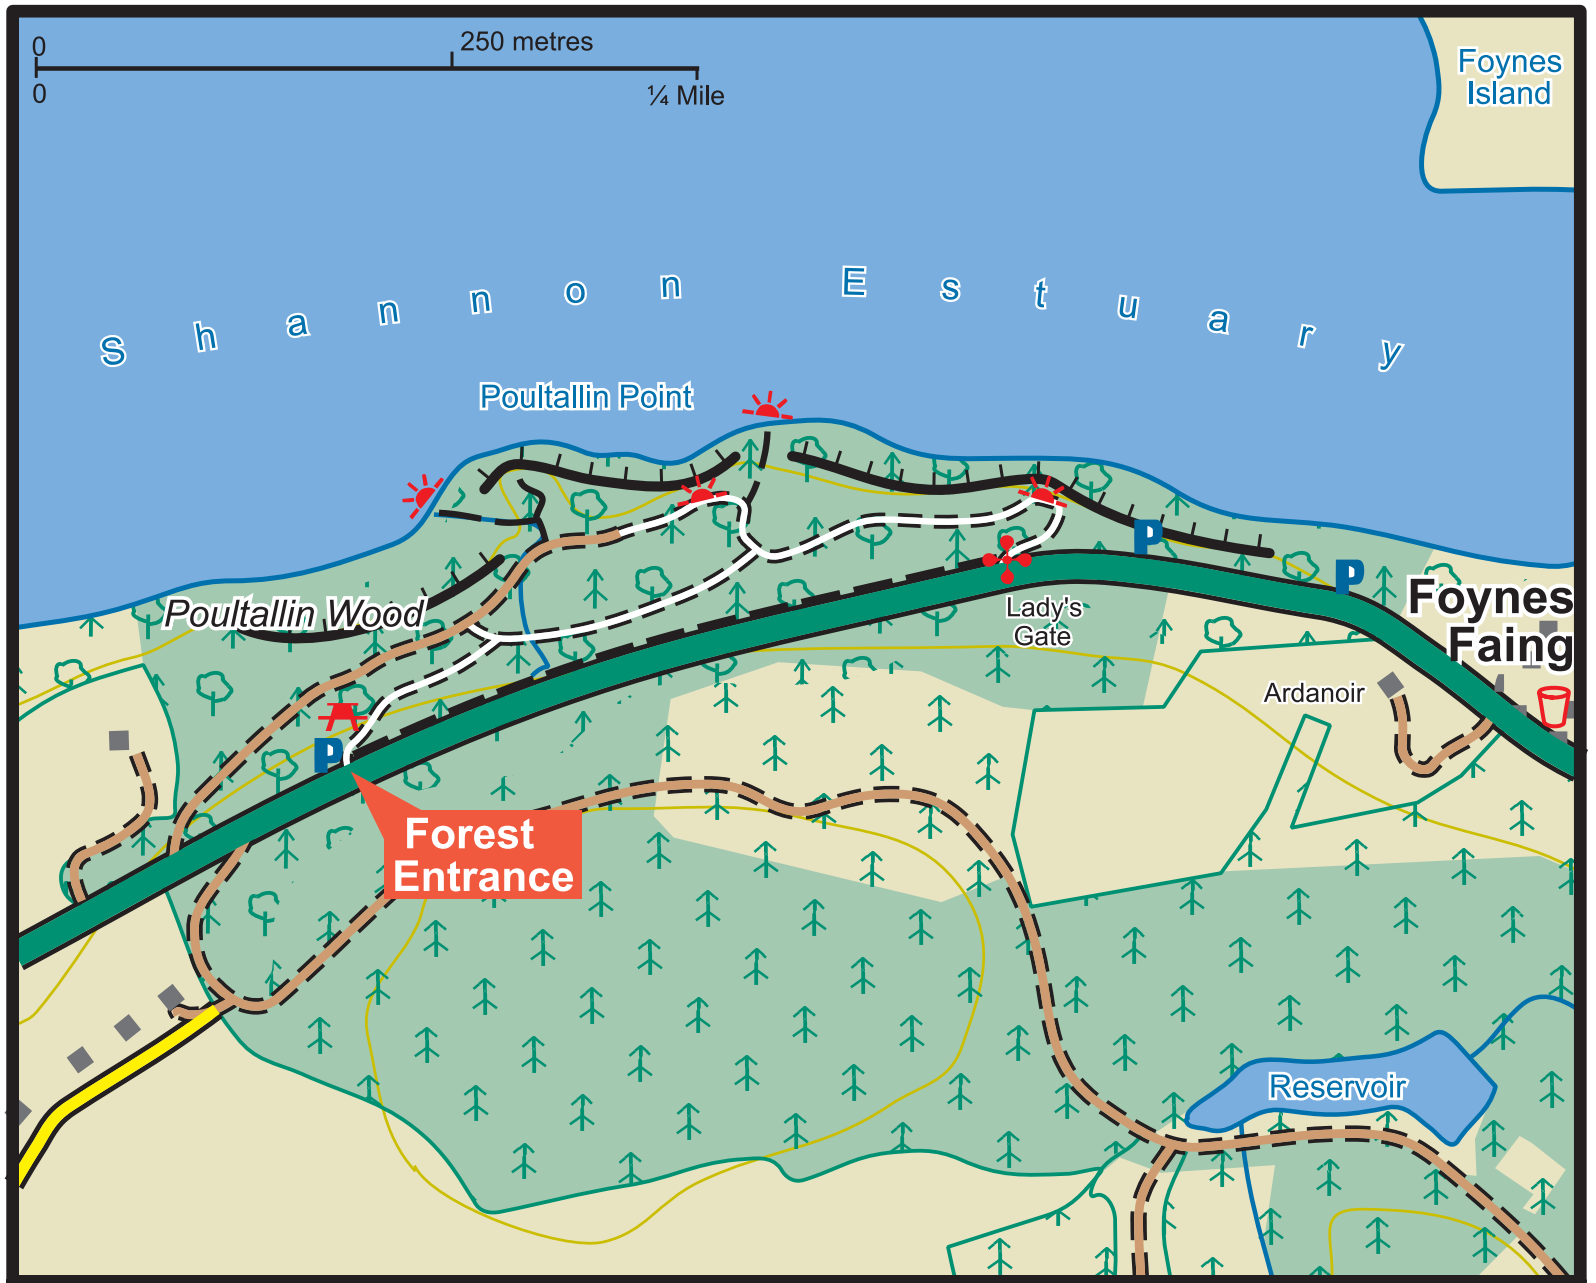 0
250 metres
0
¼ Mile
Foynes
Island
Shannon Estuary
Poultallin Point
Poultallin Wood
P
P
Foynes
Faing
Lady's
Gate
Ardanoir
P
Forest
Entrance
Reservoir